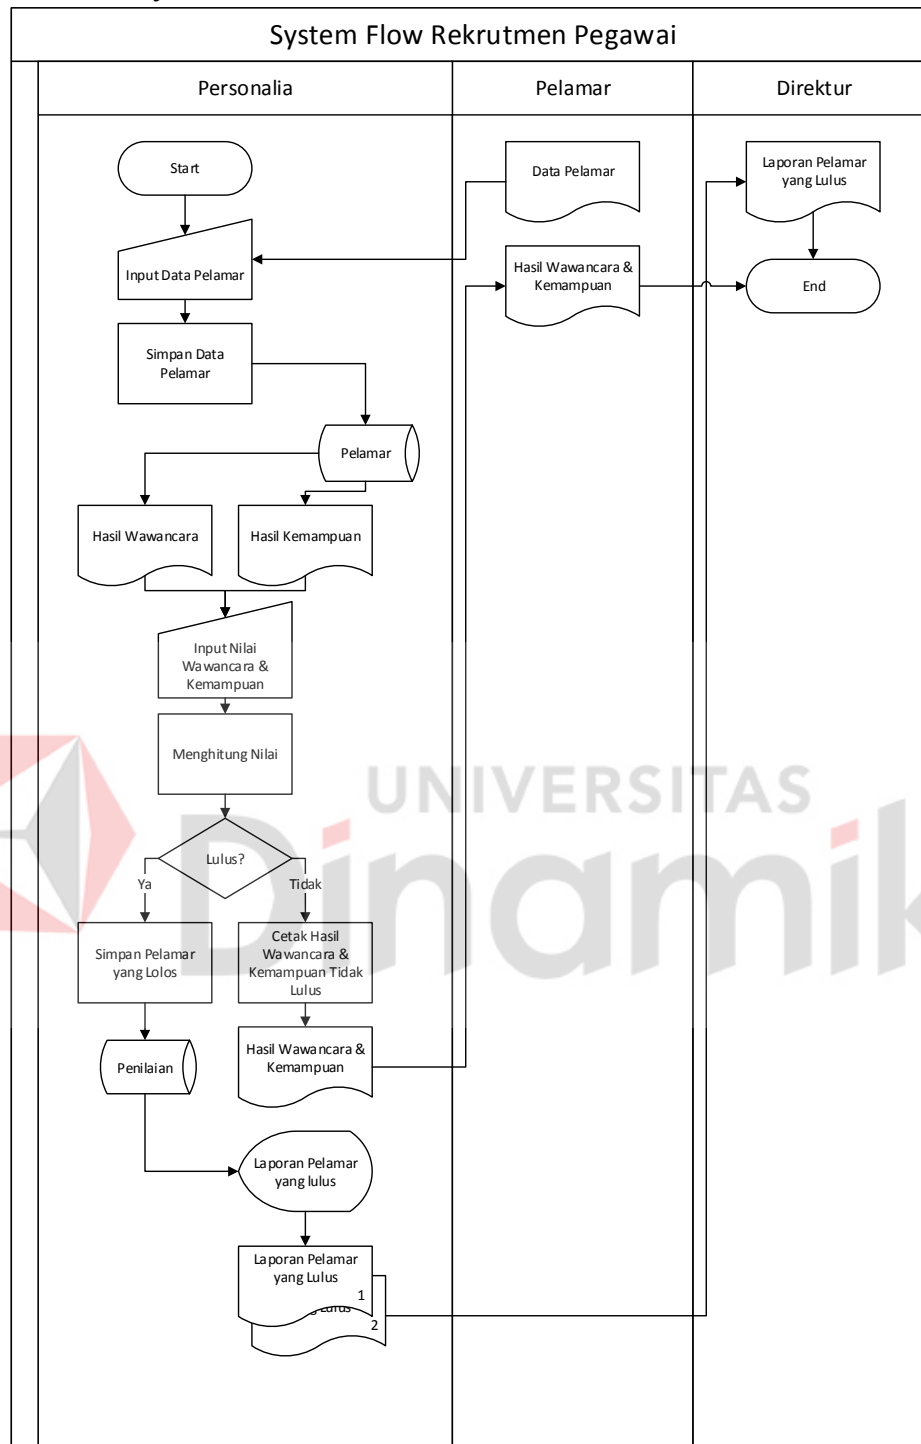 System Flow Rekrutmen Pegawai
Personalia
Pelamar
Direktur
Start
Data Pelamar
Laporan Pelamar
yang Lulus
Input Data Pelamar
Hasil Wawancara &
Kemampuan
End
Simpan Data
Pelamar
Pelamar
Hasil Wawancara
Hasil Kemampuan
Input Nilai
Wawancara &
Kemampuan
Menghitung Nilai
UNIVERSITAS
Dinamik
Lulus?
Ya
Tidak
Simpan Pelamar
yang Lolos
Cetak Hasil
Wawancara &
Kemampuan Tidak
Lulus
Penilaian
Hasil Wawancara &
Kemampuan
Laporan Pelamar
yang lulus
Laporan Pelamar
yang Lulus
1
Lulus
2